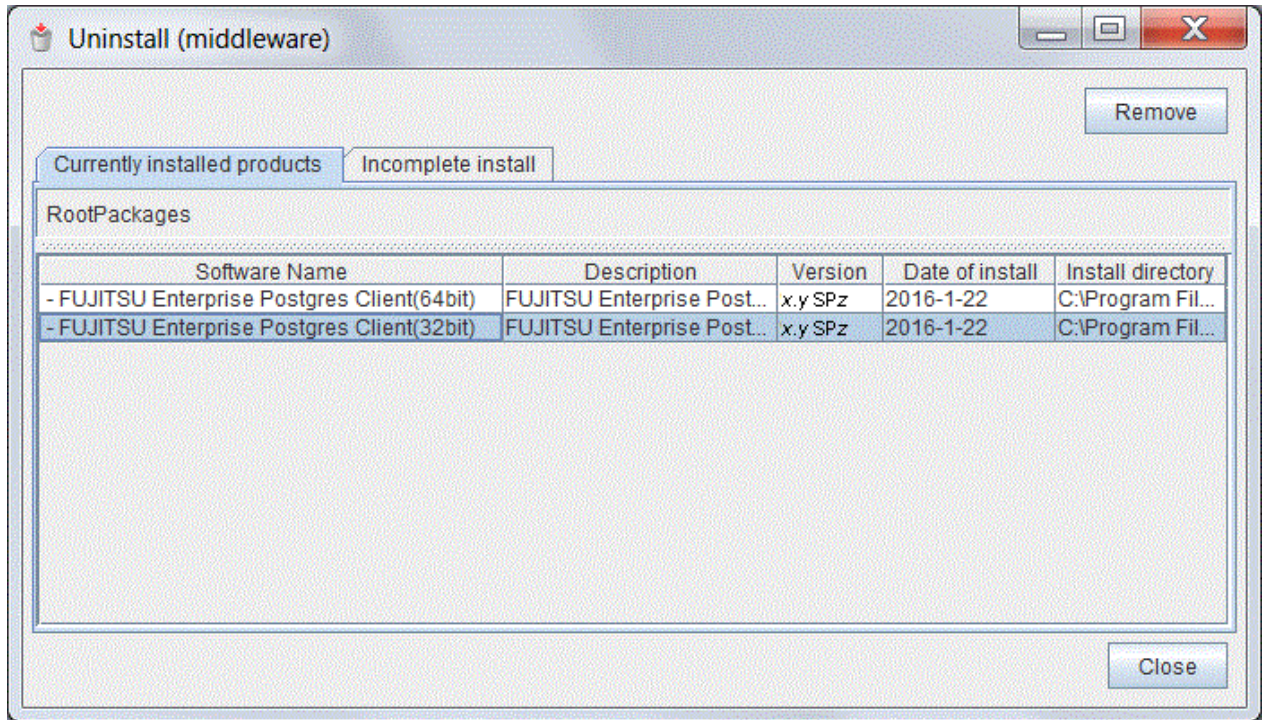 Uninstall (middleware)
Remove
Currently installed products Incomplete install
RootPackages
Software Name Description Version Date of install Install directory
- FUJITSU Enterprise Postgres Client(64bit) FUJITSU Enterprise Post... x.y SPz 2016-1-22 C:\Program Fil...
- FUJITSU Enterprise Postgres Client(32bit) FUJITSU Enterprise Post... x.y SPz 2016-1-22 C:\Program Fil...
Close